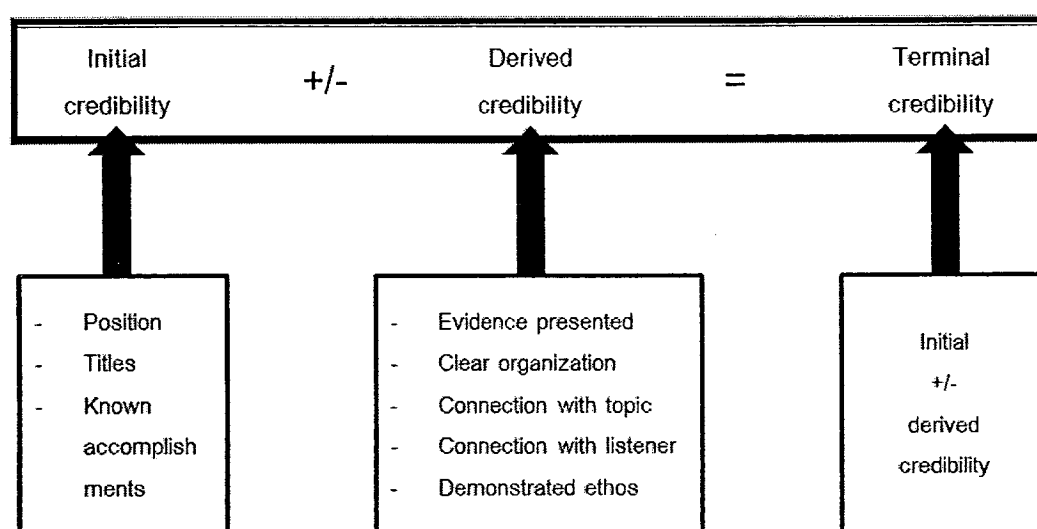 Initial
credibility
+/-
Derived
credibility
=
Terminal
credibility
- Position
- Titles
- Known
accomplish
ments
- Evidence presented
- Clear organization
- Connection with topic
- Connection with listener
- Demonstrated ethos
Initial
+/-
derived
credibility